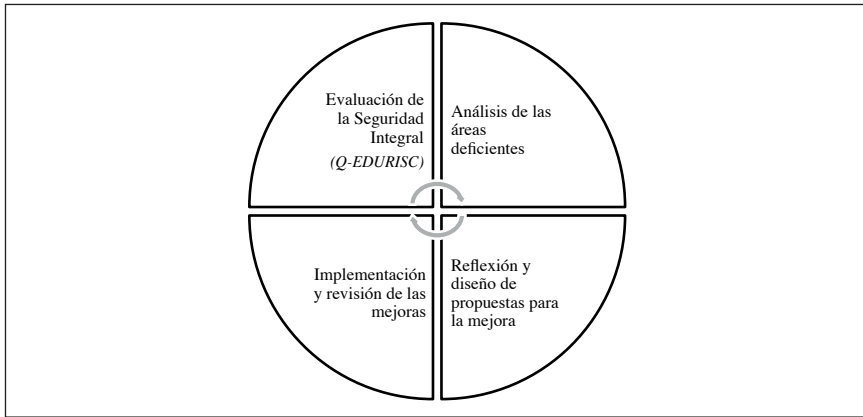 Evaluación de
la Seguridad
Integral
(Q-EDURISC)
Análisis de las
áreas
deficientes
Implementación
y revisión de las
mejoras
Reflexión y
diseño de
propuestas para
la mejora